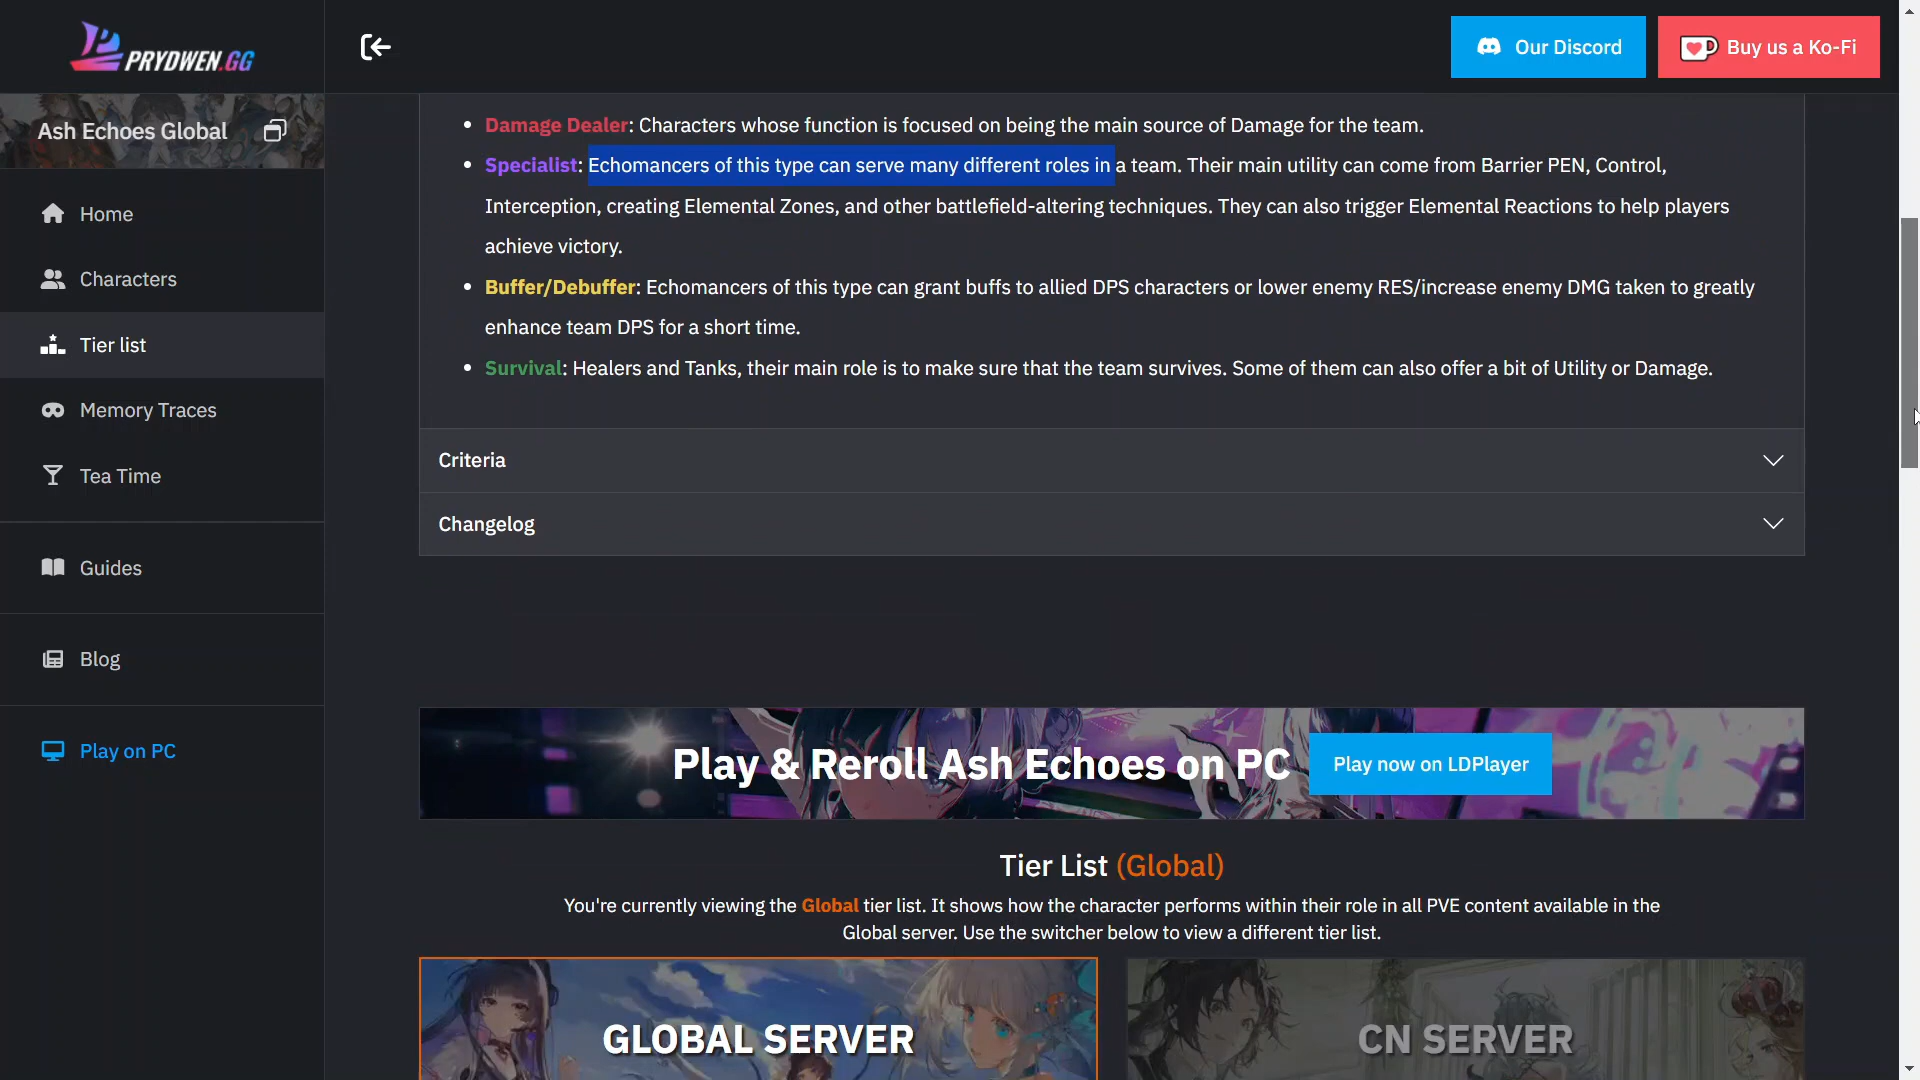 PRYDWEN.GG
Our Discord
Buy us a Ko-Fi
Ash Echoes Global
Home
Characters
Tier list
Memory Traces
Tea Time
Guides
Blog
Play on PC
Damage Dealer: Characters whose function is focused on being the main source of Damage for the team.
Specialist: Echomancers of this type can serve many different roles in a team. Their main utility can come from Barrier PEN, Control,
Interception, creating Elemental Zones, and other battlefield-altering techniques. They can also trigger Elemental Reactions to help players
achieve victory.
Buffer/Debuffer: Echomancers of this type can grant buffs to allied DPS characters or lower enemy RES/increase enemy DMG taken to greatly
enhance team DPS for a short time.
Survival: Healers and Tanks, their main role is to make sure that the team survives. Some of them can also offer a bit of Utility or Damage.
Criteria
Changelog
Play & Reroll Ash Echoes on PC
Play now on LDPlayer
Tier List (Global)
You're currently viewing the Global tier list. It shows how the character performs within their role in all PVE content available in the
Global server. Use the switcher below to view a different tier list.
GLOBAL SERVER
CN SERVER